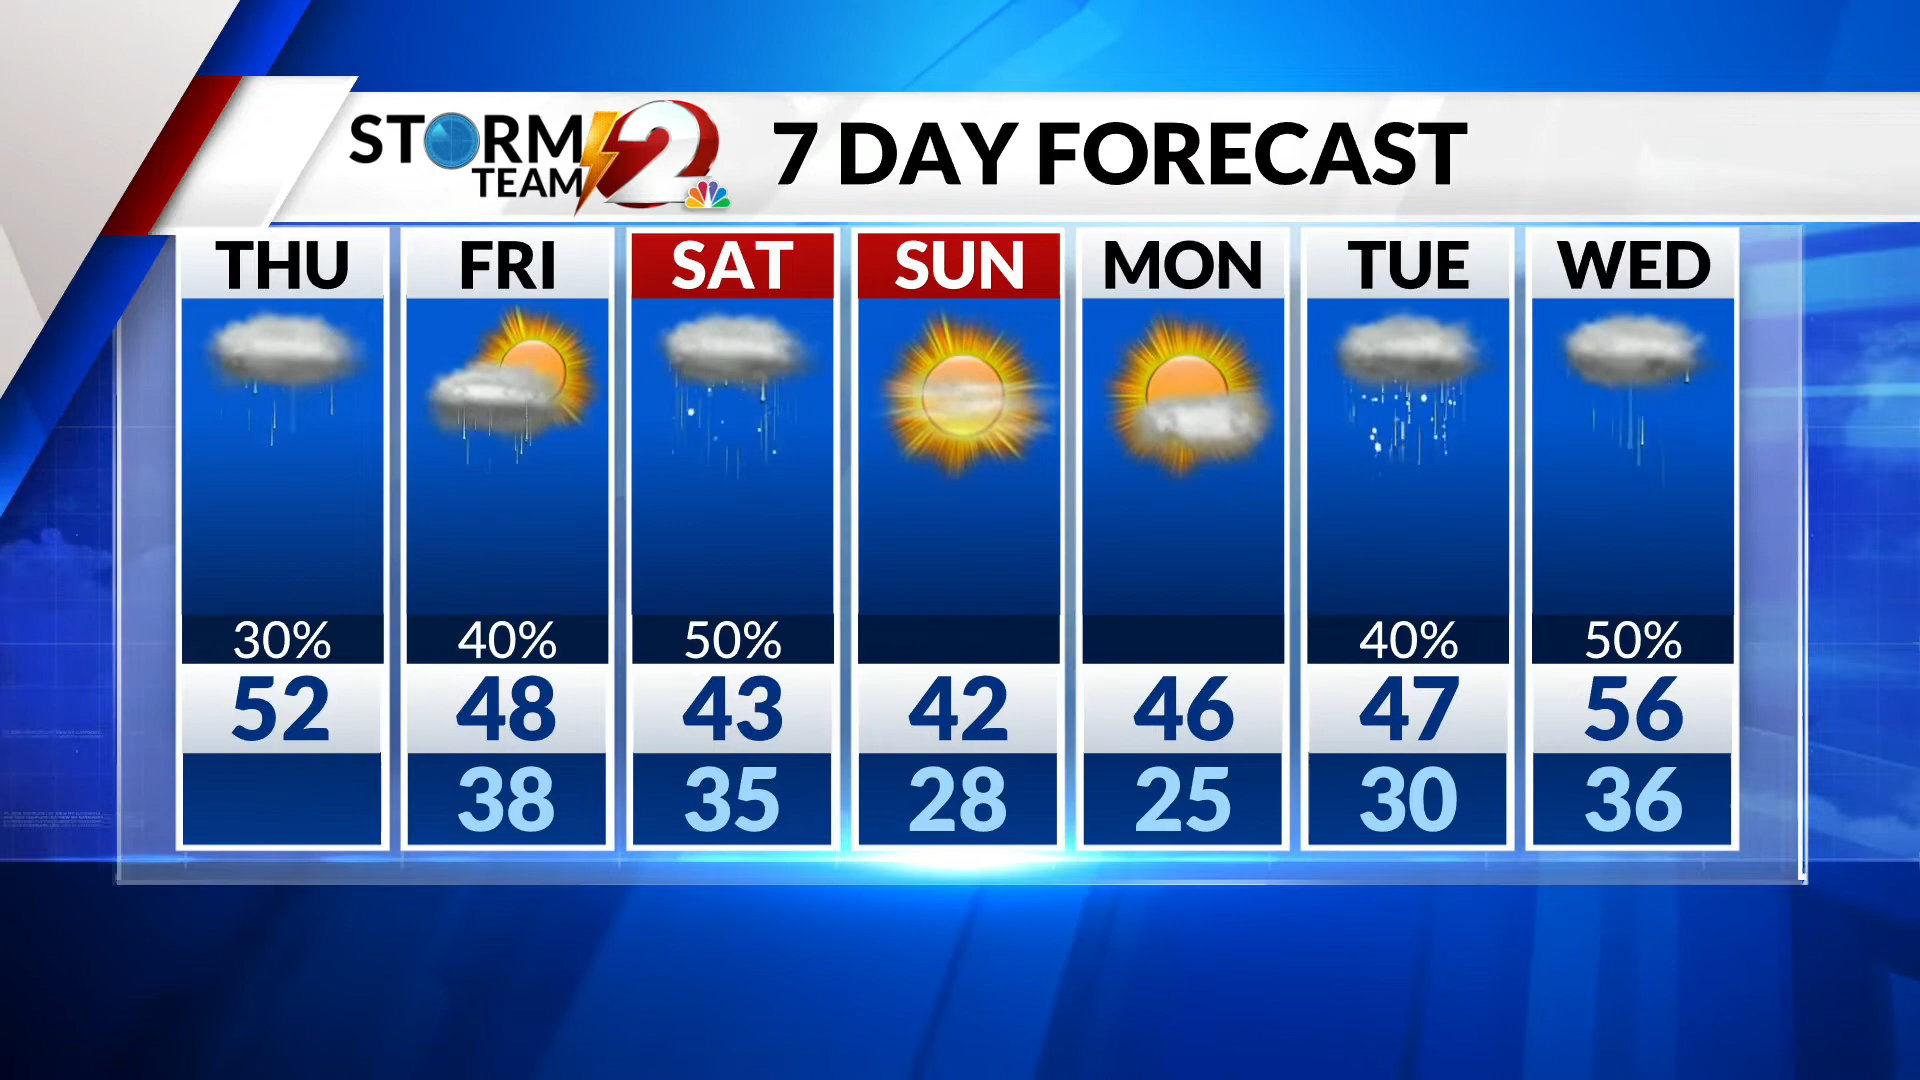 STORM
TEAM 2
7 DAY FORECAST
THU FRI SAT SUN MON TUE WED
30% 40% 50% 40% 50%
52 48 43 42 46 47 56
38 35 28 25 30 36